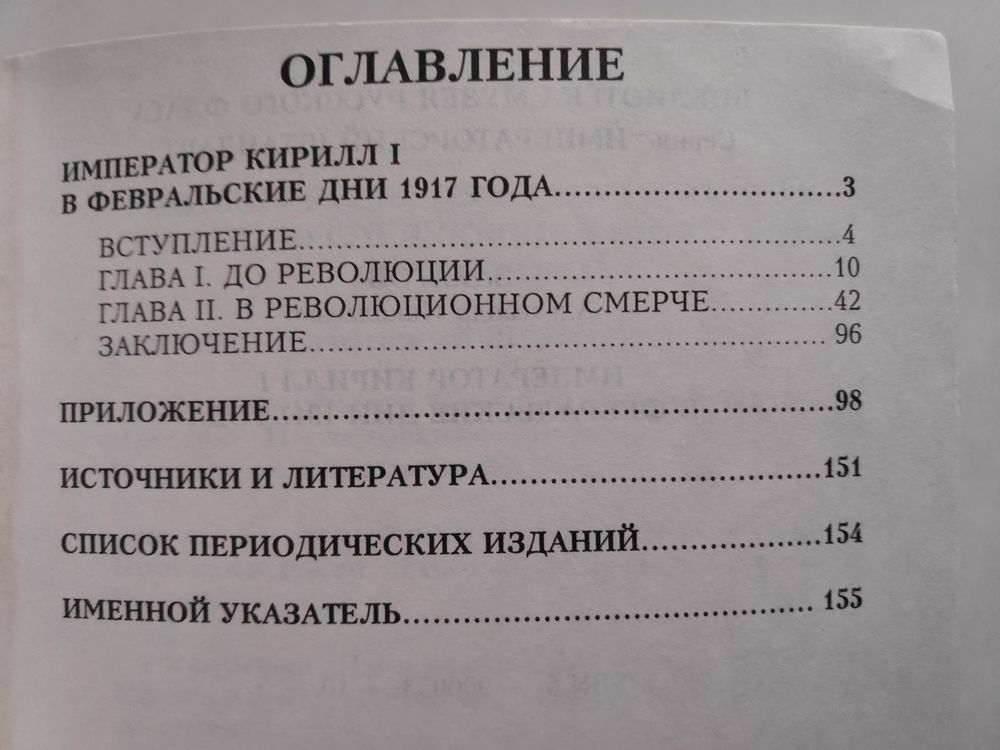 ОГЛАВЛЕНИЕ
ИМПЕРАТОР КИРИЛЛ I
В ФЕВРАЛЬСКИЕ ДНИ 1917 ГОДА..............................3
ВСТУПЛЕНИЕ..........................................................4
ГЛАВА I. ДО РЕВОЛЮЦИИ.....................................10
ГЛАВА II. В РЕВОЛЮЦИОННОМ СМЕРЧЕ..............42
ЗАКЛЮЧЕНИЕ....................................................... 96
ПРИЛОЖЕНИЕ...........................................................98
ИСТОЧНИКИ И ЛИТЕРАТУРА.....................................151
СПИСОК ПЕРИОДИЧЕСКИХ ИЗДАНИЙ....................154
ИМЕННОЙ УКАЗАТЕЛЬ........................................... 155